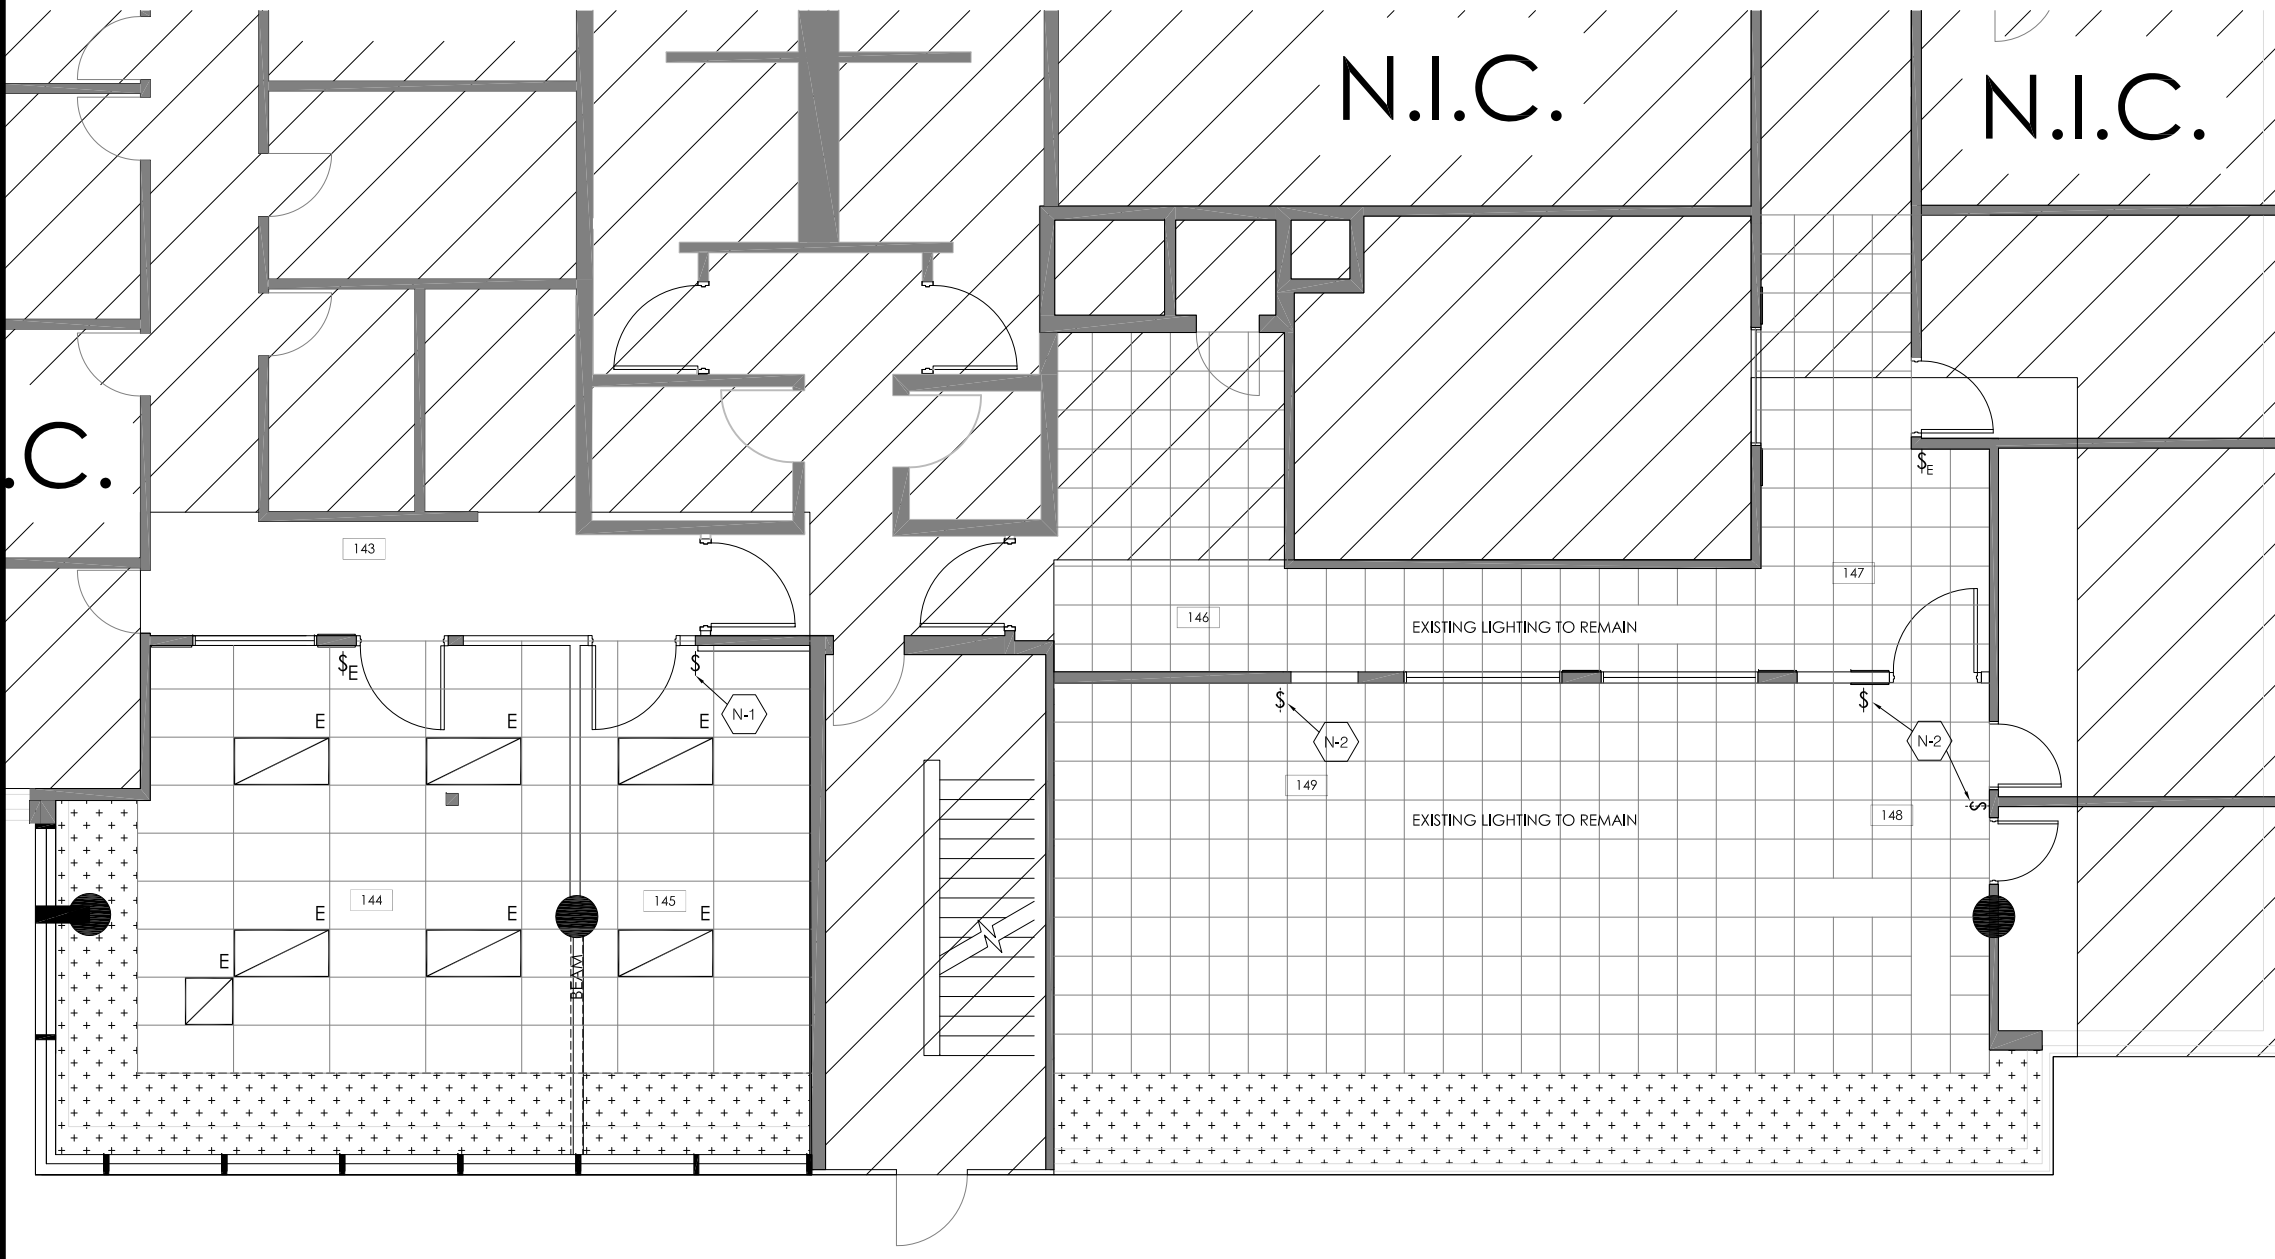 N.I.C.
N.I.C.
.C.
$E
143
147
146
EXISTING LIGHTING TO REMAIN
$E
$
N-1
$
$
N-2
N-2
E
E
E
149
$
148
EXISTING LIGHTING TO REMAIN
144
145
E
E
E
E
BEAM